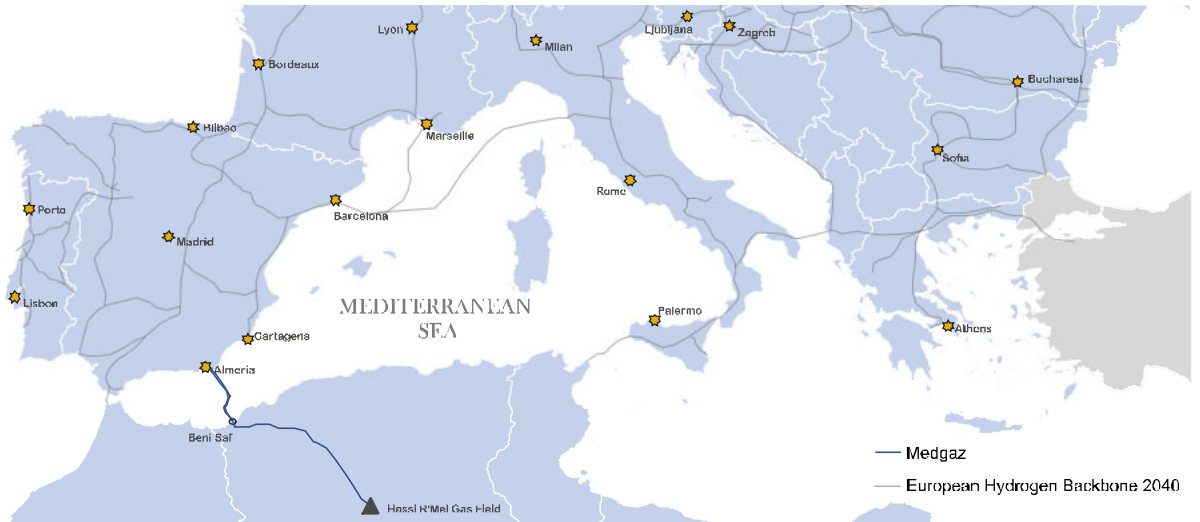 Lyon
Ljubljana
Zagreb
Milan
Bordeaux
Bucharest
Bilbao
Marseille
Sofia
Rome
Porto
Barcelona
Madrid
MEDITERRANEAN
SEA
Lisbon
Palermo
Cartagena
Athens
Almeria
Beni Saf
Medgaz
European Hydrogen Backbone 2040
Hassi R'Mel Gas Field